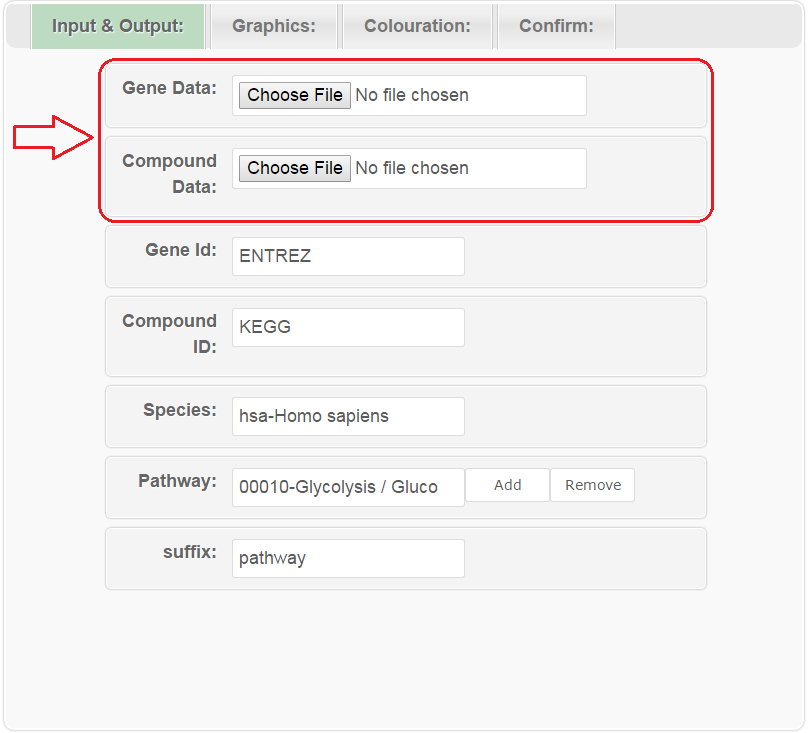 Input & Output: Graphics: Colouration: Confirm:
Gene Data: Choose File No file chosen
Compound Choose File No file chosen
Data:
Gene Id: ENTREZ
Compound KEGG
ID:
Species: hsa-Homo sapiens
Pathway: 00010-Glycolysis / Gluco Add Remove
suffix: pathway